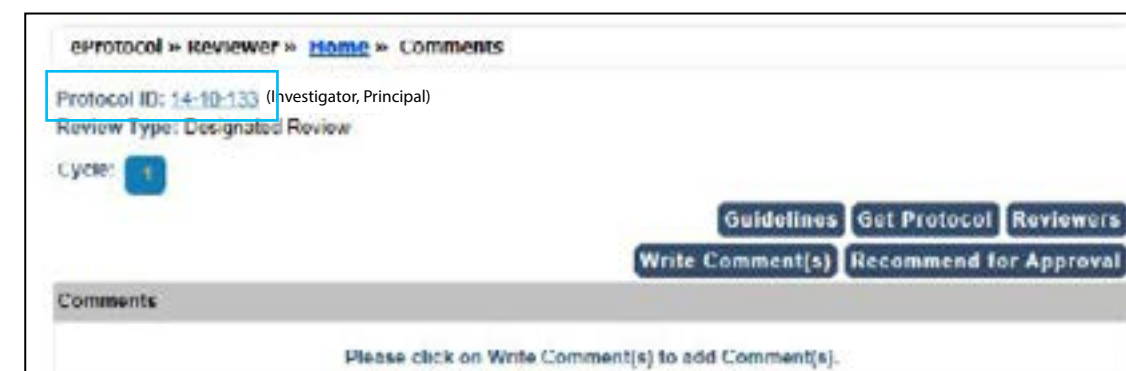 eProtocol » Reviewer » Home » Comments
Protocol ID: 14-10-133 (Investigator, Principal)
Review Type: Designated Review
Cycle: 1
Guidelines Get Protocol Reviewers
Write Comment(s) Recommend for Approval
Comments
Please click on Write Comment(s) to add Comment(s).